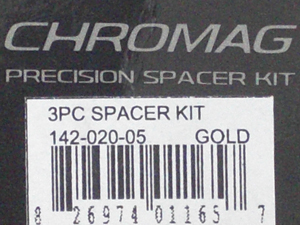 CHROMAG
PRECISION SPACER KIT
3PC SPACER KIT
142-020-05 GOLD
8 26974 01165 7